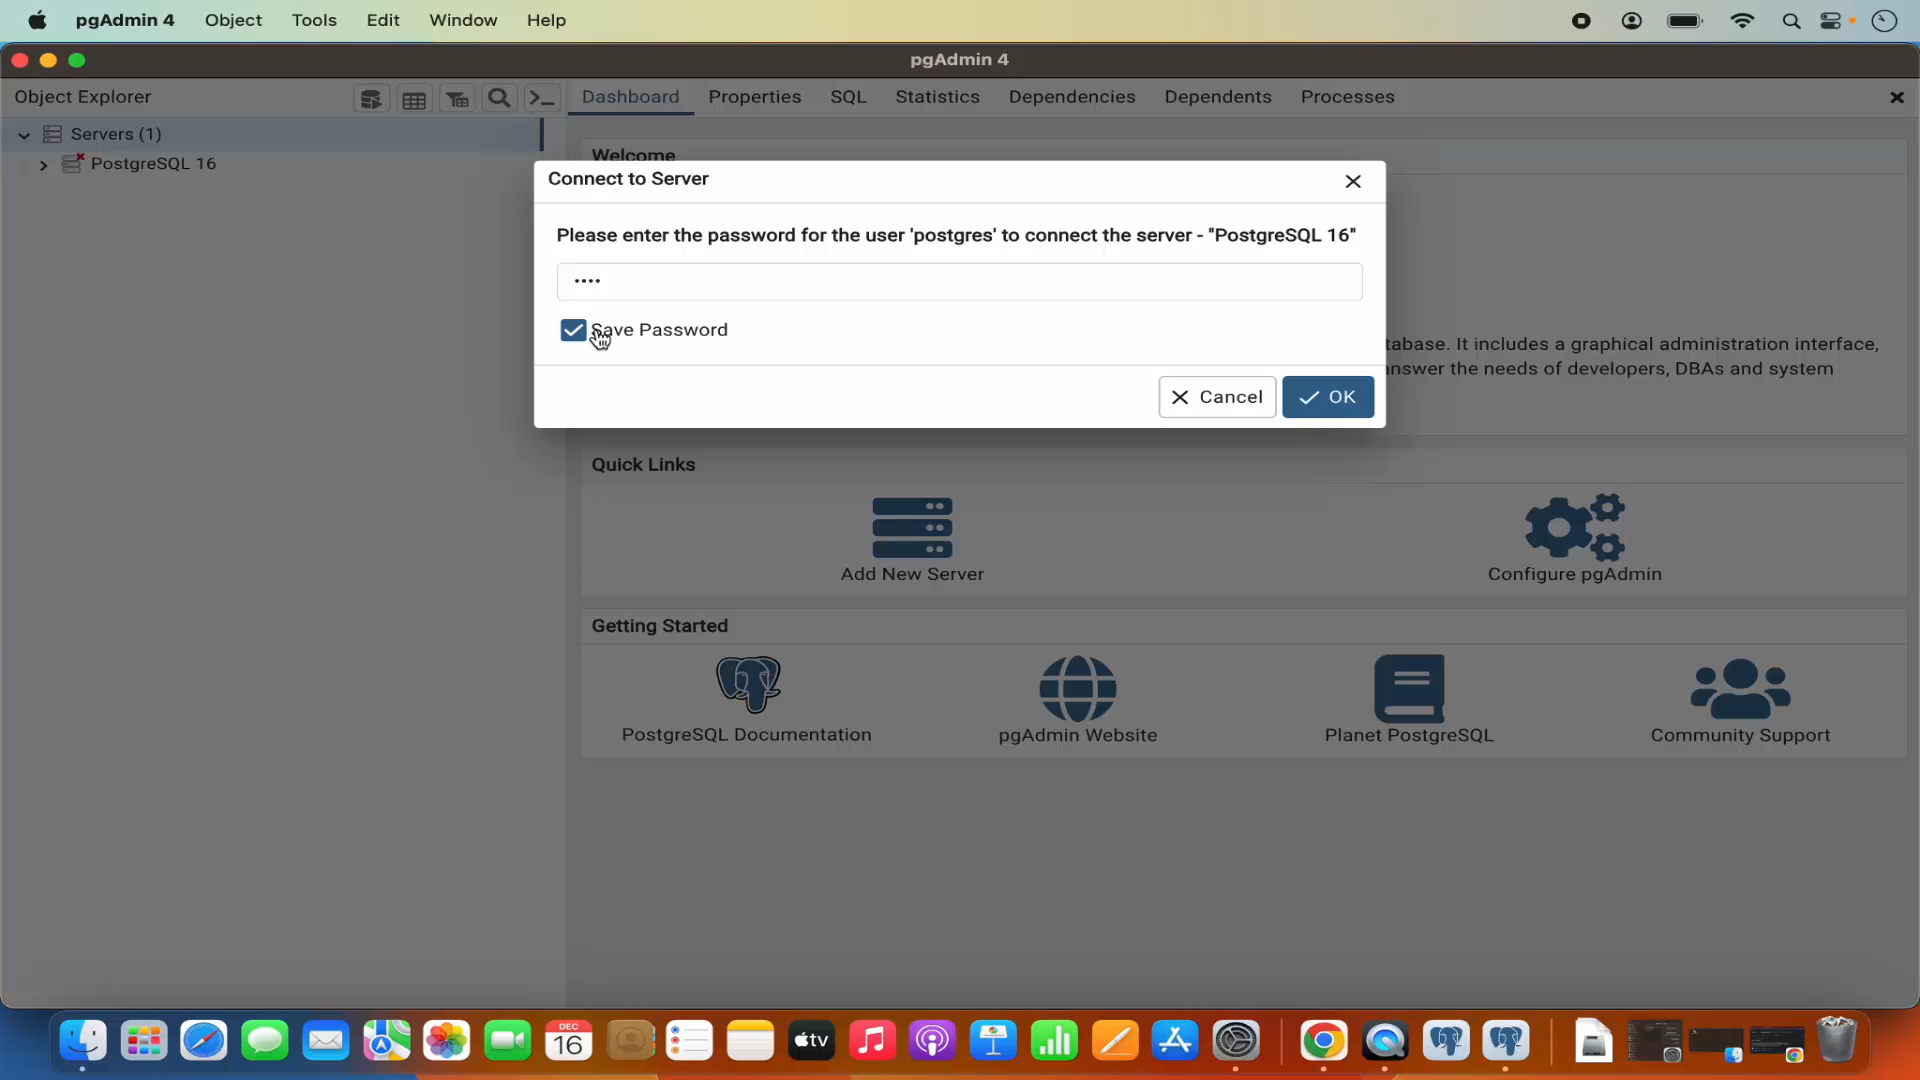 pgAdmin 4 Object Tools Edit Window Help
pgAdmin 4
Object Explorer
Dashboard Properties SQL Statistics Dependencies Dependents Processes
Servers (1)
PostgreSQL 16
Welcome
Connect to Server
Please enter the password for the user 'postgres' to connect the server - "PostgreSQL 16"
••••
Save Password
tabase. It includes a graphical administration interface,
answer the needs of developers, DBAs and system
Cancel OK
Quick Links
Add New Server
Configure pgAdmin
Getting Started
PostgreSQL Documentation
pgAdmin Website
Planet PostgreSQL
Community Support
DEC
16
tv